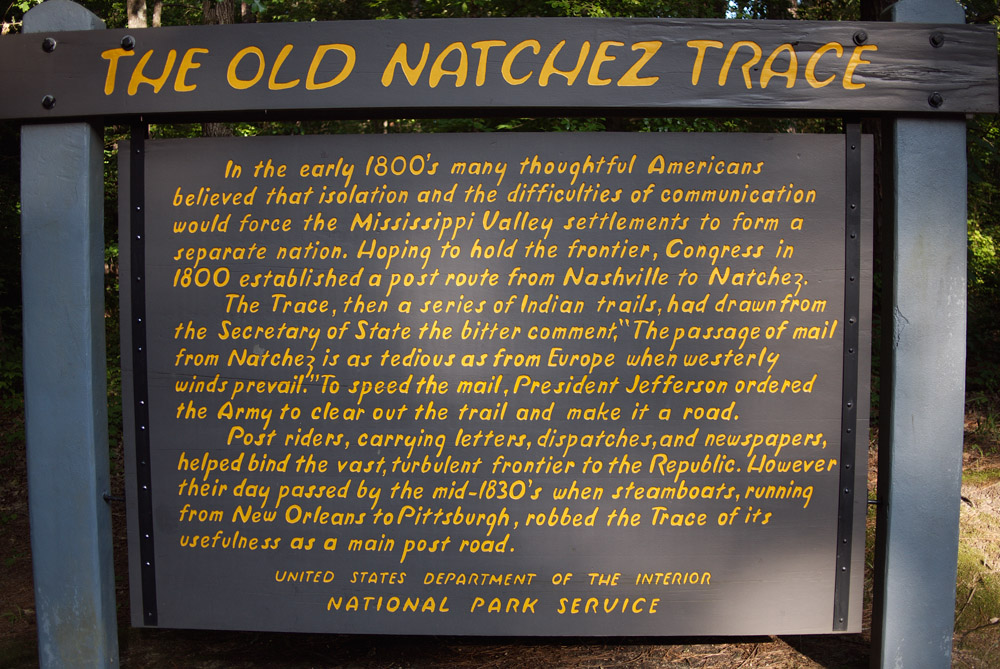 THE OLD NATCHEZ TRACE
In the early 1800's many thoughtful Americans
believed that isolation and the difficulties of communication
would force the Mississippi Valley settlements to form a
separate nation. Hoping to hold the frontier, Congress in
1800 established a post route from Nashville to Natchez.
The Trace, then a series of Indian trails, had drawn from
the Secretary of State the bitter comment, "The passage of mail
from Natchez is as tedious as from Europe when westerly
winds prevail." To speed the mail, President Jefferson ordered
the Army to clear out the trail and make it a road.
Post riders, carrying letters, dispatches, and newspapers,
helped bind the vast, turbulent frontier to the Republic. However
their day passed by the mid-1830's when steamboats, running
from New Orleans to Pittsburgh, robbed the Trace of its
usefulness as a main post road.
UNITED STATES DEPARTMENT OF THE INTERIOR
NATIONAL PARK SERVICE